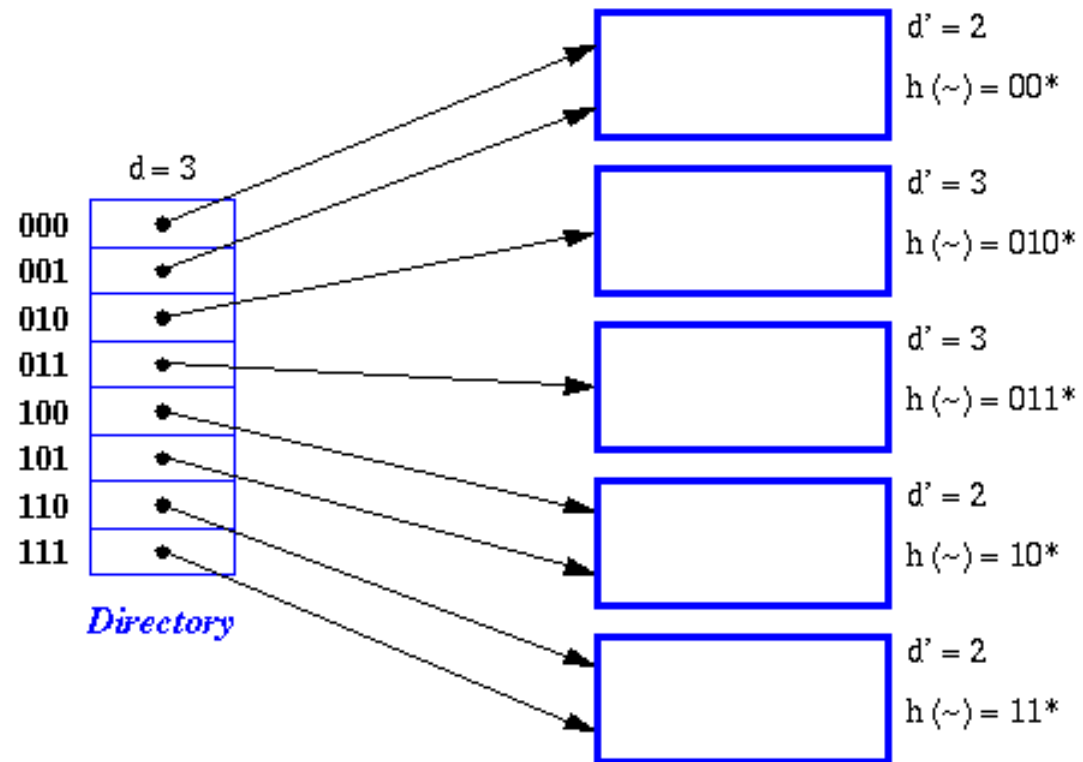 d = 3
000
001
010
011
100
101
110
111
Directory
d' = 2
h (~) = 00*
d' = 3
h (~) = 010*
d' = 3
h (~) = 011*
d' = 2
h (~) = 10*
d' = 2
h (~) = 11*